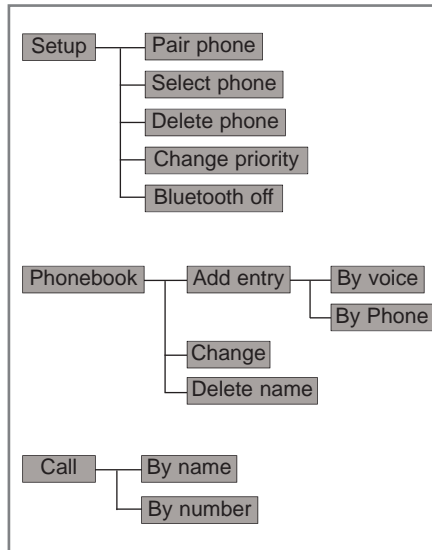 Setup
Pair phone
Select phone
Delete phone
Change priority
Bluetooth off
Phonebook
Add entry
By voice
By Phone
Change
Delete name
Call
By name
By number